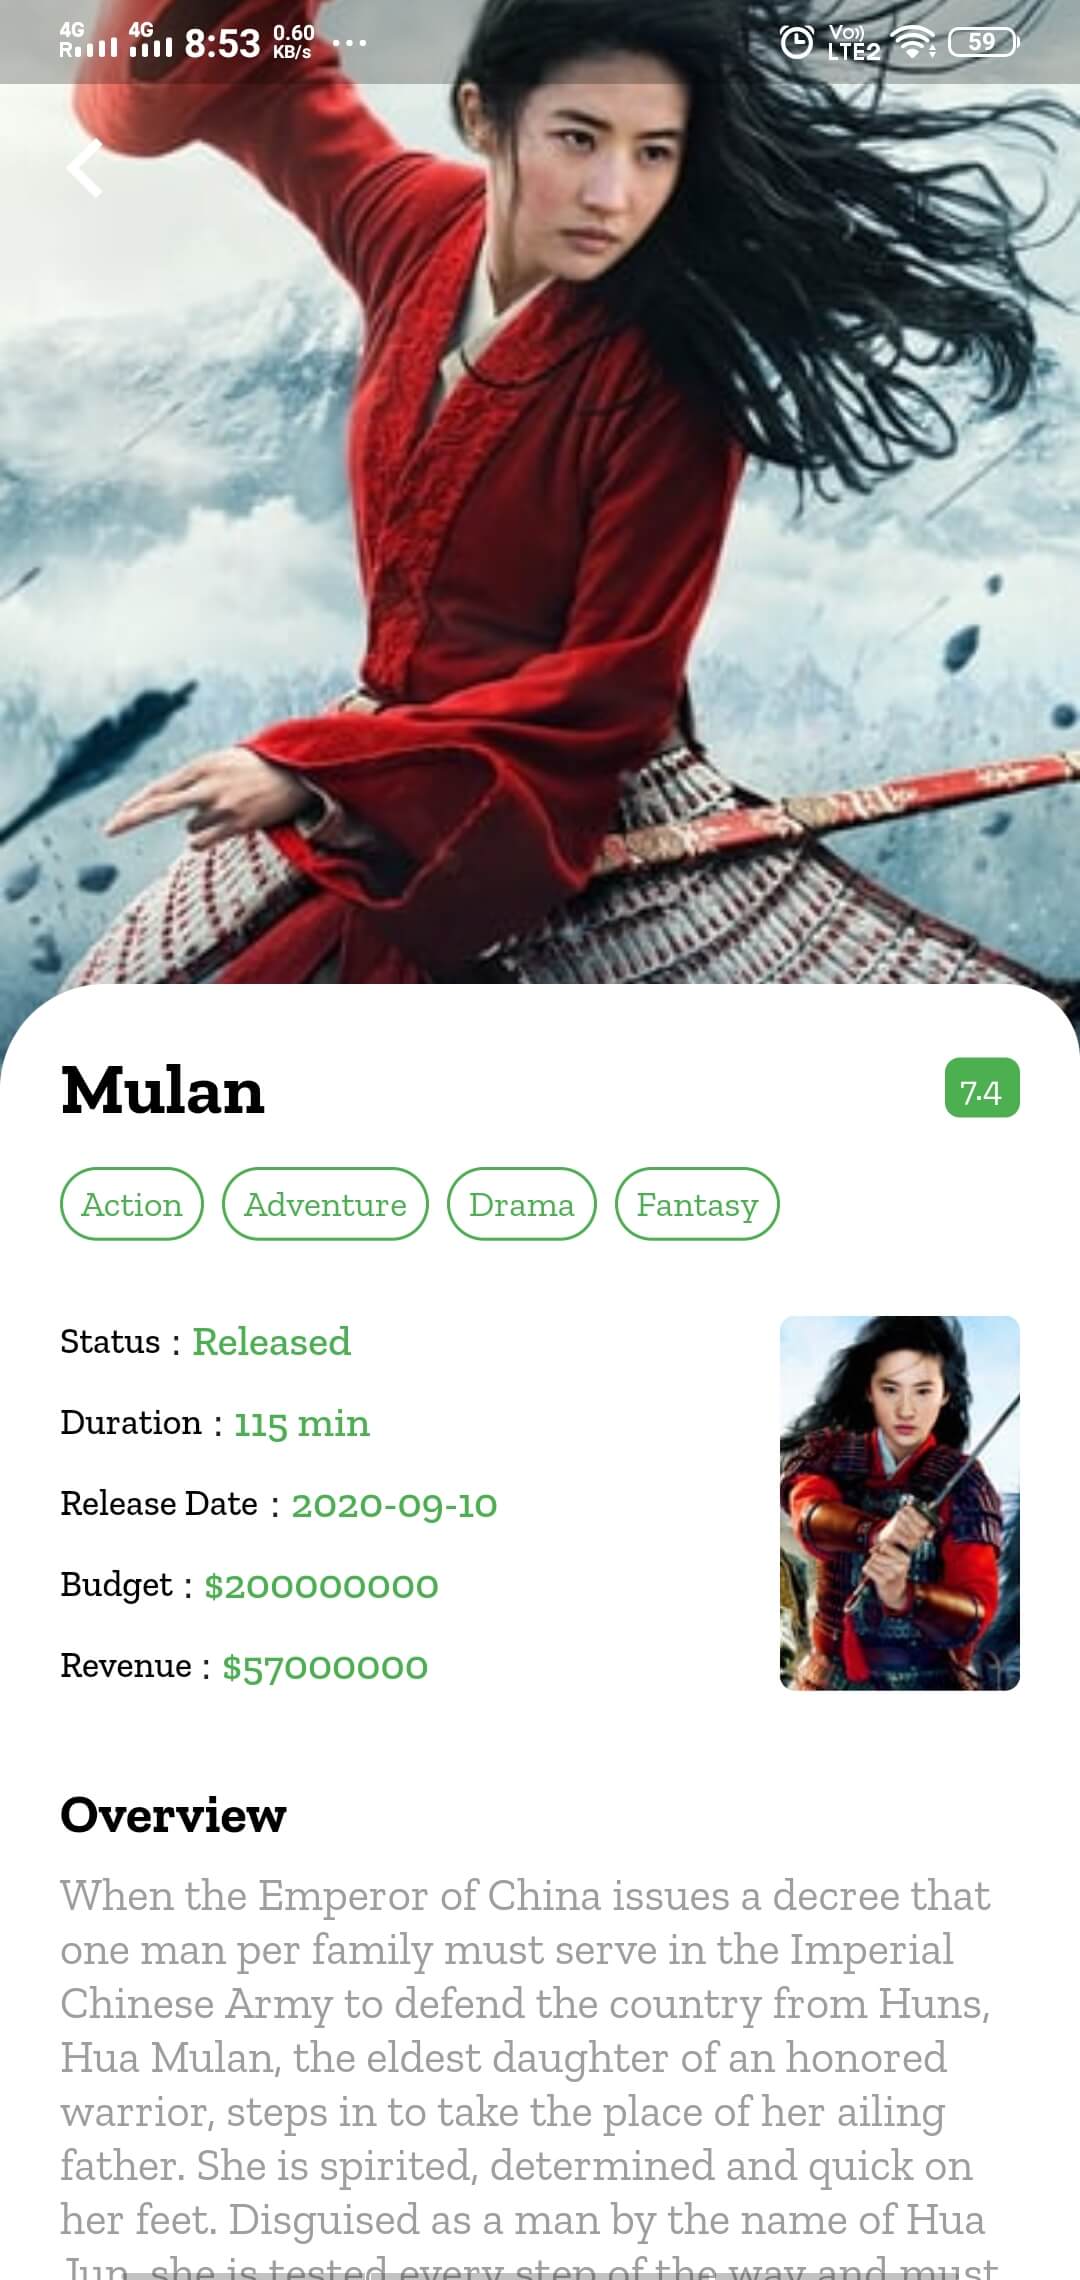 4G 4G 8:53 0.60 ... Vo)) 59
R KB/s LTE2
Mulan 7.4
Action Adventure Drama Fantasy
Status : Released
Duration : 115 min
Release Date : 2020-09-10
Budget : $200000000
Revenue : $57000000
Overview
When the Emperor of China issues a decree that
one man per family must serve in the Imperial
Chinese Army to defend the country from Huns,
Hua Mulan, the eldest daughter of an honored
warrior, steps in to take the place of her ailing
father. She is spirited, determined and quick on
her feet. Disguised as a man by the name of Hua
Jun, she is tested every step of the way and must